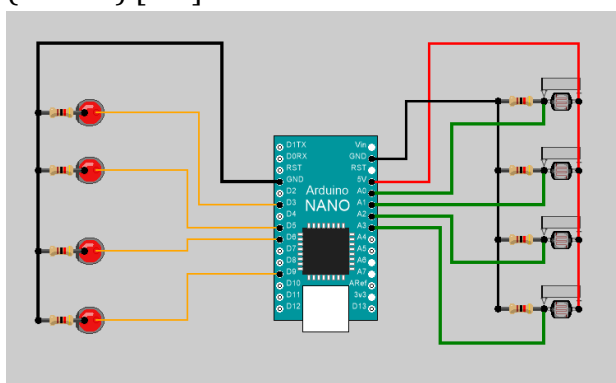 D1TX Vin
D0RX GND
RST RST
GND 5V
D2 Arduino A0
D3 NANO A1
D4 A2
D5 A3
D6 A4
D7 A5
D8 A6
D9 A7
D10 ARef
D11 3v3
D12 D13